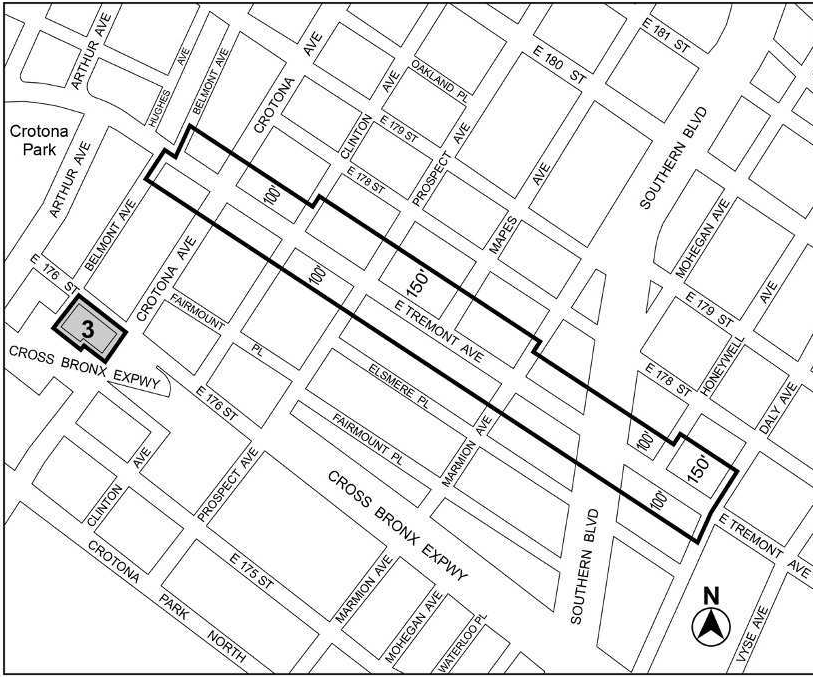 ARTHUR AVE
HUGHES
AVE
BELMONT AVE
CROTONA
AVE
AVE
OAKLAND PL
E 180 ST
E 181 ST
Crotona
Park
ARTHUR AVE
CLINTON
E 179 ST
PROSPECT AVE
SOUTHERN BLVD
E 178 ST
100'
AVE
MAPES
MOHEGAN AVE
BELMONT AVE
CROTONA AVE
E 176 ST
100'
150'
E 179 ST
AVE
FAIRMOUNT
PL
E TREMONT AVE
3
CROSS BRONX EXPWY
ELSMERE PL
E 178 ST
HONEYWELL
DALY AVE
E 176 ST
FAIRMOUNT PL
MARMION AVE
100'
150'
100'
AVE
CLINTON
PROSPECT AVE
CROSS BRONX EXPWY
SOUTHERN BLVD
E TREMONT AVE
CROTONA
PARK
NORTH
E 175 ST
MARMION AVE
MOHEGAN AVE
WATERLOO PL
N
VYSE AVE